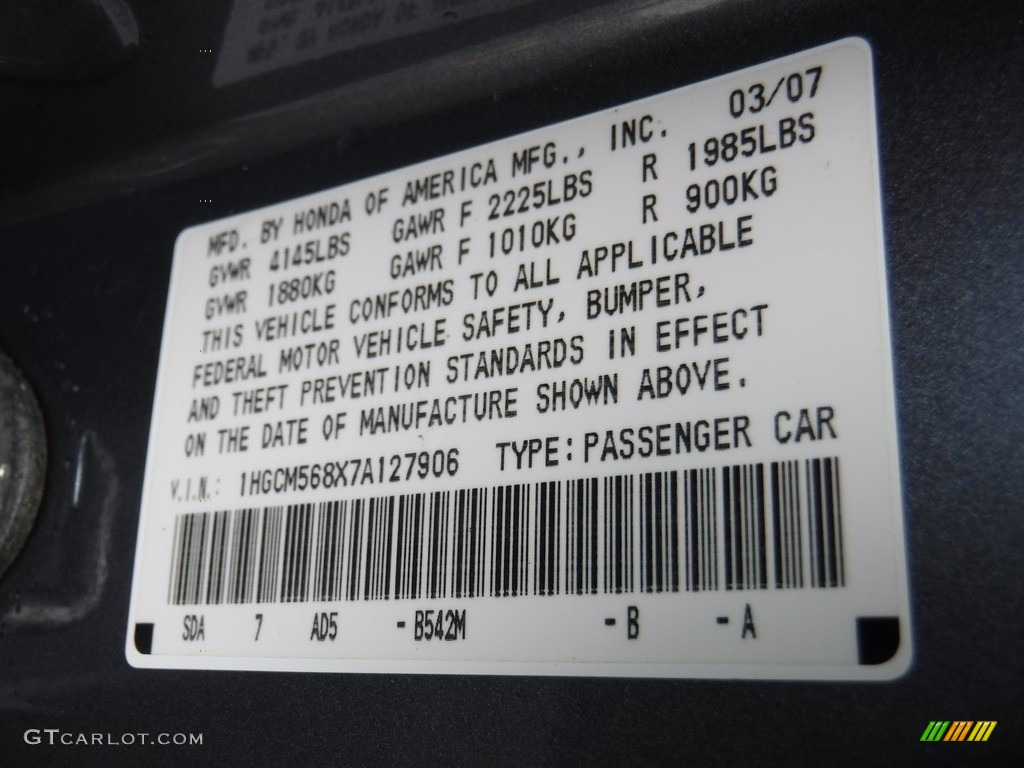 MFD. BY HONDA OF AMERICA MFG., INC. 03/07
GVWR 4145LBS GAWR F 2225LBS R 1985LBS
GVWR 1880KG GAWR F 1010KG R 900KG
THIS VEHICLE CONFORMS TO ALL APPLICABLE
FEDERAL MOTOR VEHICLE SAFETY, BUMPER,
AND THEFT PREVENTION STANDARDS IN EFFECT
ON THE DATE OF MANUFACTURE SHOWN ABOVE.
V.I.N.: 1HGCM568X7A127906 TYPE:PASSENGER CAR
SDA 7 AD5 -B542M -B -A
GTCARLOT.COM